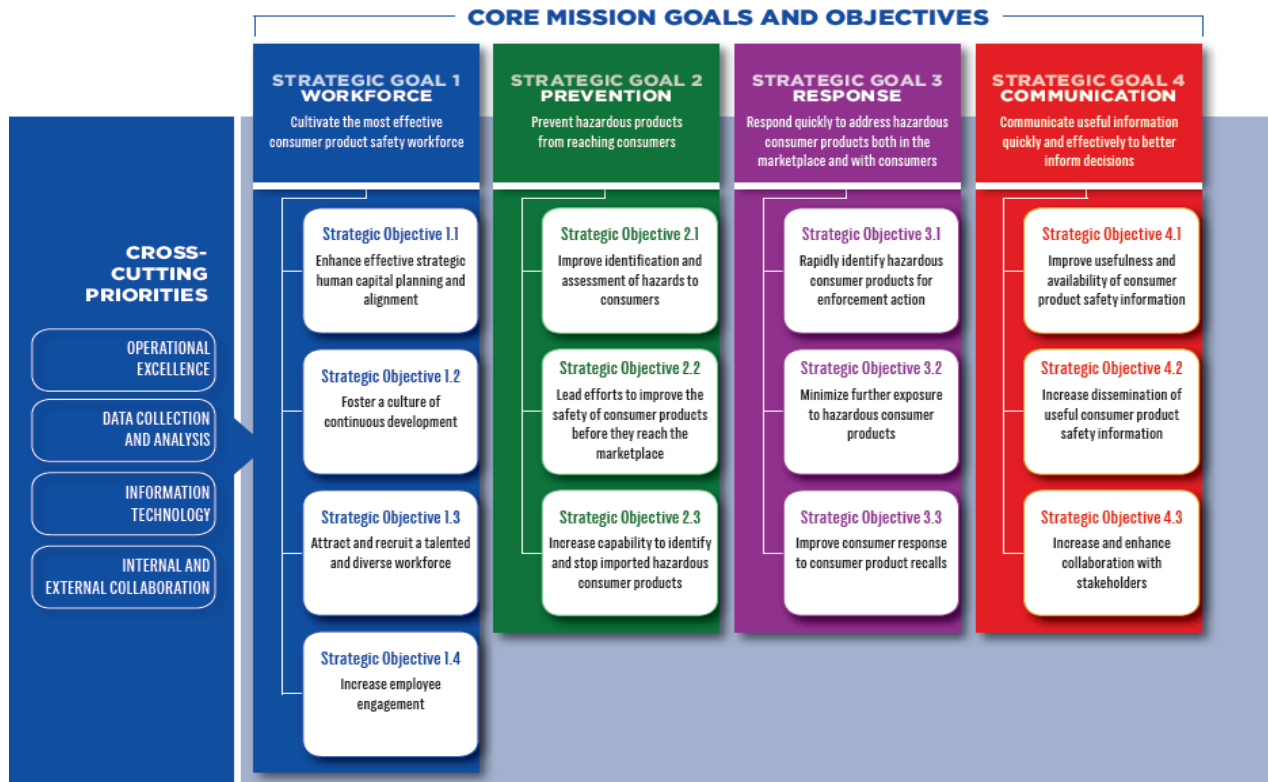 CORE MISSION GOALS AND OBJECTIVES
STRATEGIC GOAL 1
WORKFORCE
Cultivate the most effective
consumer product safety workforce
STRATEGIC GOAL 2
PREVENTION
Prevent hazardous products
from reaching consumers
STRATEGIC GOAL 3
RESPONSE
Respond quickly to address hazardous
consumer products both in the
marketplace and with consumers
STRATEGIC GOAL 4
COMMUNICATION
Communicate useful information
quickly and effectively to better
inform decisions
CROSS-
CUTTING
PRIORITIES
OPERATIONAL
EXCELLENCE
DATA COLLECTION
AND ANALYSIS
INFORMATION
TECHNOLOGY
INTERNAL AND
EXTERNAL COLLABORATION
Strategic Objective 1.1
Enhance effective strategic
human capital planning and
alignment
Strategic Objective 1.2
Foster a culture of
continuous development
Strategic Objective 1.3
Attract and recruit a talented
and diverse workforce
Strategic Objective 1.4
Increase employee
engagement
Strategic Objective 2.1
Improve identification and
assessment of hazards to
consumers
Strategic Objective 2.2
Lead efforts to improve the
safety of consumer products
before they reach the
marketplace
Strategic Objective 2.3
Increase capability to identify
and stop imported hazardous
consumer products
Strategic Objective 3.1
Rapidly identify hazardous
consumer products for
enforcement action
Strategic Objective 3.2
Minimize further exposure
to hazardous consumer
products
Strategic Objective 3.3
Improve consumer response
to consumer product recalls
Strategic Objective 4.1
Improve usefulness and
availability of consumer
product safety information
Strategic Objective 4.2
Increase dissemination of
useful consumer product
safety information
Strategic Objective 4.3
Increase and enhance
collaboration with
stakeholders